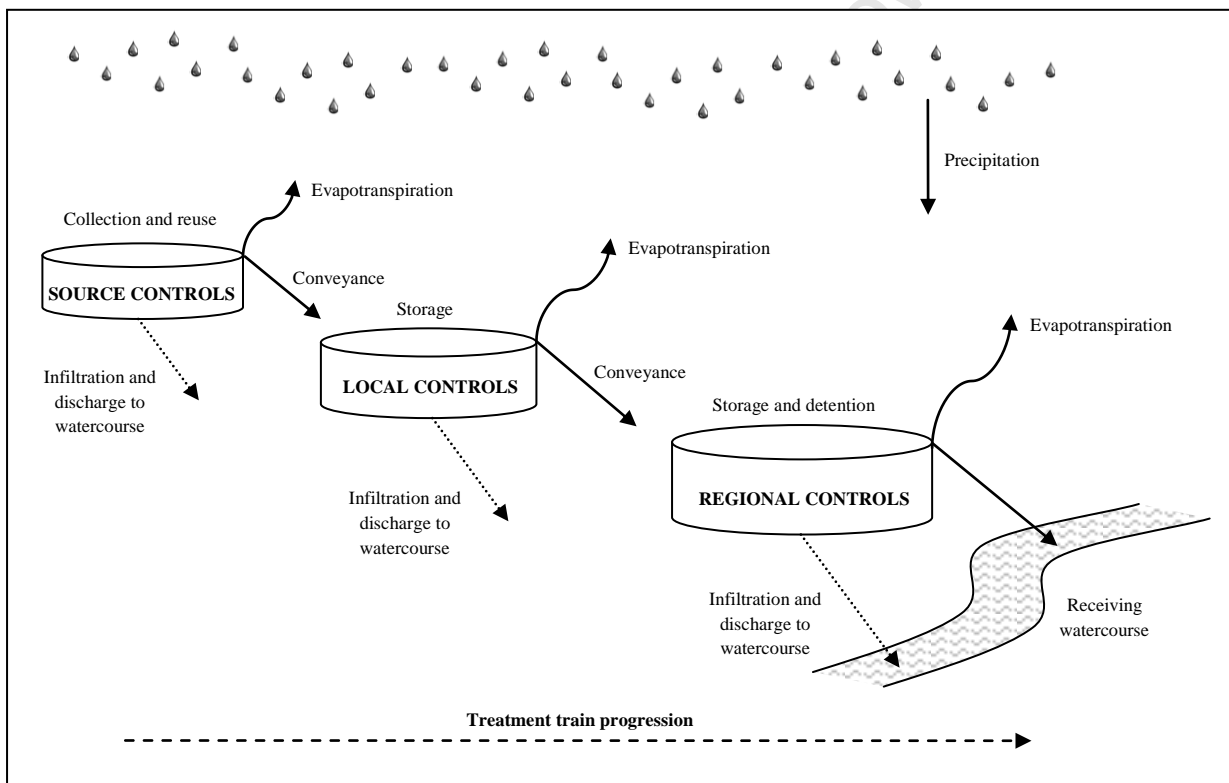 Precipitation
Evapotranspiration
Collection and reuse
SOURCE CONTROLS
Conveyance
Infiltration and
discharge to
watercourse
Evapotranspiration
Storage
LOCAL CONTROLS
Conveyance
Infiltration and
discharge to
watercourse
Evapotranspiration
Storage and detention
REGIONAL CONTROLS
Infiltration and
discharge to
watercourse
Receiving
watercourse
Treatment train progression